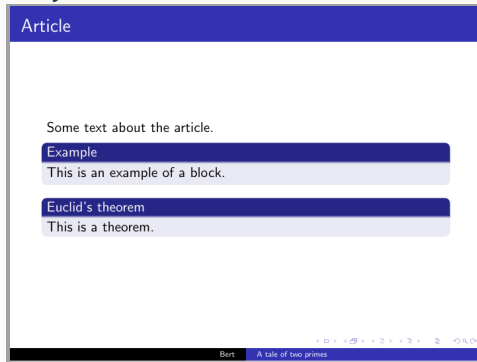 Article
Some text about the article.
Example
This is an example of a block.
Euclid's theorem
This is a theorem.
Bert A tale of two primes